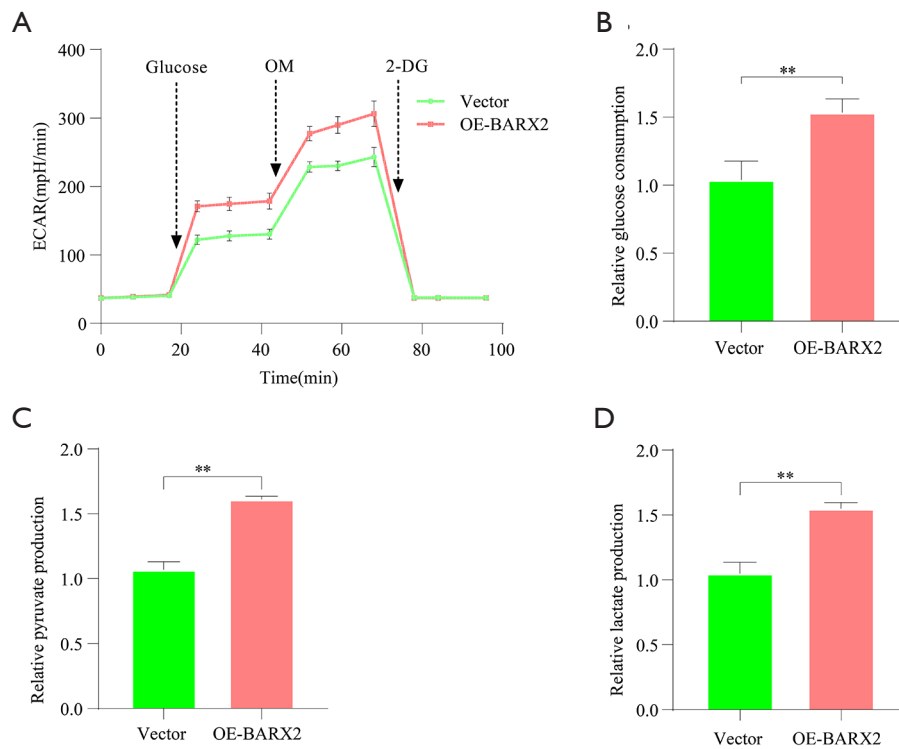 A
ECAR(mpH/min)
400
300
200
100
0
0
20
40
60
80
100
Time(min)
Glucose
OM
2-DG
Vector
OE-BARX2
B
Relative glucose consumption
2.0
1.5
1.0
0.5
0.0
**
Vector
OE-BARX2
C
Relative pyruvate production
2.0
1.5
1.0
0.5
0.0
**
Vector
OE-BARX2
D
Relative lactate production
2.0
1.5
1.0
0.5
0.0
**
Vector
OE-BARX2